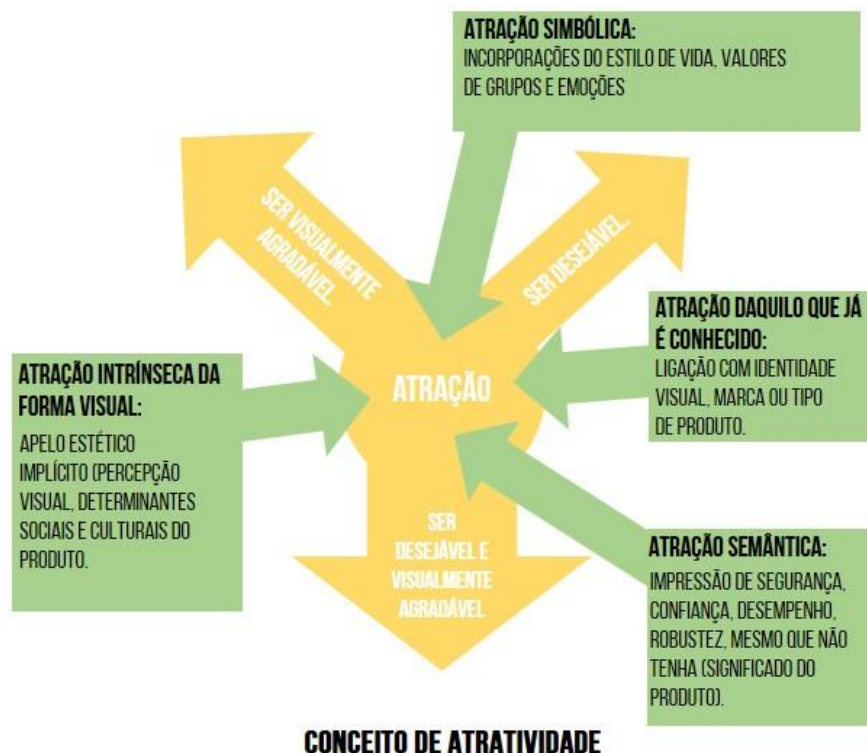 ATRAÇÃO SIMBÓLICA:
INCORPORAÇÕES DO ESTILO DE VIDA, VALORES
DE GRUPOS E EMOÇÕES
SER VISUALMENTE
AGRADÁVEL.
SER DESEJÁVEL.
ATRAÇÃO DAQUILO QUE JÁ
É CONHECIDO:
LIGAÇÃO COM IDENTIDADE
VISUAL, MARCA OU TIPO
DE PRODUTO.
ATRAÇÃO INTRÍNSECA DA
FORMA VISUAL:
APELO ESTÉTICO
IMPLÍCITO (PERCEPÇÃO
VISUAL, DETERMINANTES
SOCIAIS E CULTURAIS DO
PRODUTO.
ATRAÇÃO
SER
DESEJÁVEL E
VISUALMENTE
AGRADÁVEL
ATRAÇÃO SEMÂNTICA:
IMPRESSÃO DE SEGURANÇA,
CONFIANÇA, DESEMPENHO,
ROBUSTEZ, MESMO QUE NÃO
TENHA (SIGNIFICADO DO
PRODUTO).
CONCEITO DE ATRATIVIDADE